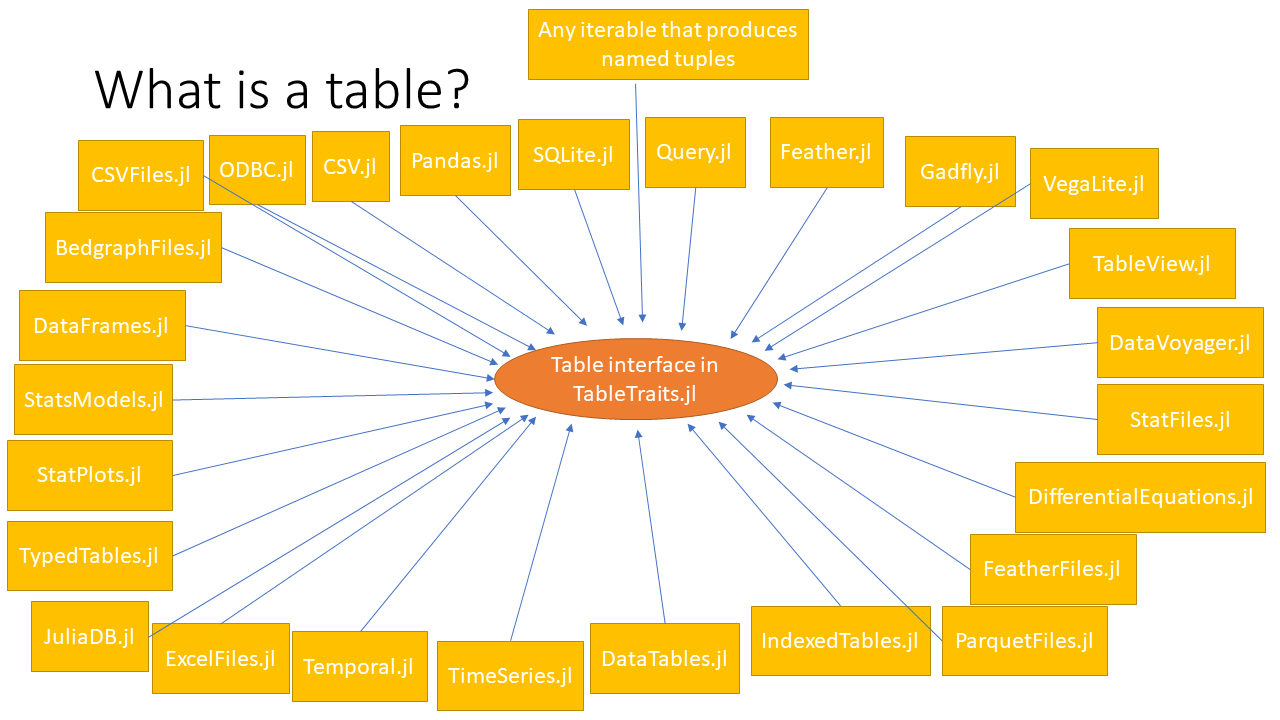 Any iterable that produces
named tuples
What is a table?
CSVFiles.jl
ODBC.jl
CSV.jl
Pandas.jl
SQLite.jl
Query.jl
Feather.jl
Gadfly.jl
VegaLite.jl
BedgraphFiles.jl
TableView.jl
DataFrames.jl
DataVoyager.jl
Table interface in
TableTraits.jl
StatsModels.jl
StatFiles.jl
StatPlots.jl
DifferentialEquations.jl
TypedTables.jl
FeatherFiles.jl
JuliaDB.jl
ExcelFiles.jl
Temporal.jl
TimeSeries.jl
DataTables.jl
IndexedTables.jl
ParquetFiles.jl